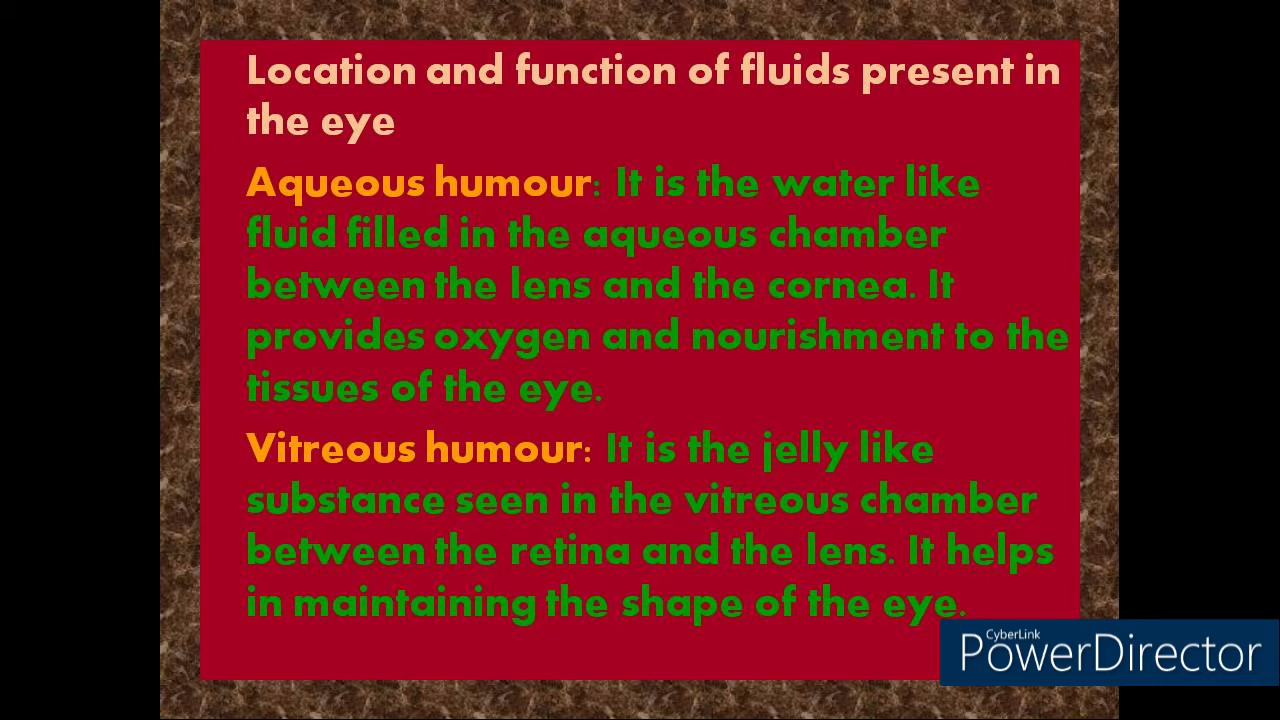 Location and function of fluids present in
the eye
Aqueous humour: It is the water like
fluid filled in the aqueous chamber
between the lens and the cornea. It
provides oxygen and nourishment to the
tissues of the eye.
Vitreous humour: It is the jelly like
substance seen in the vitreous chamber
between the retina and the lens. It helps
in maintaining the shape of the eye.
CyberLink
PowerDirector